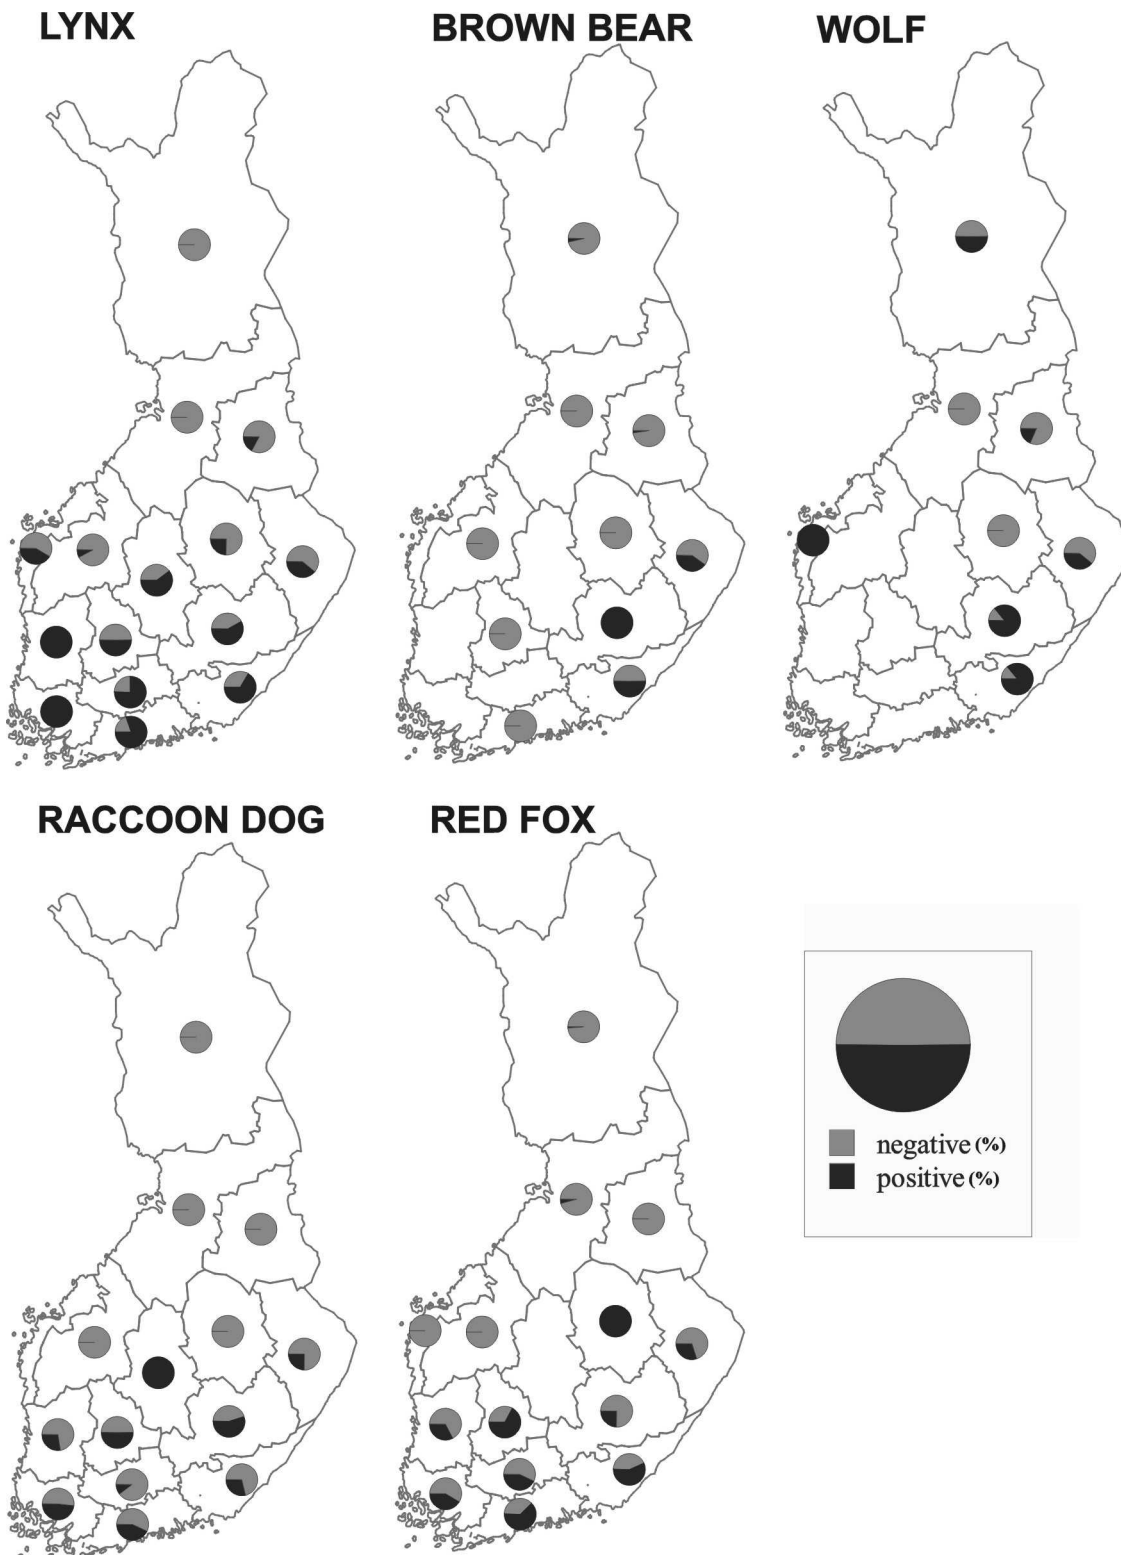 LYNX
BROWN BEAR
WOLF
RACCOON DOG
RED FOX
negative (%)
positive (%)